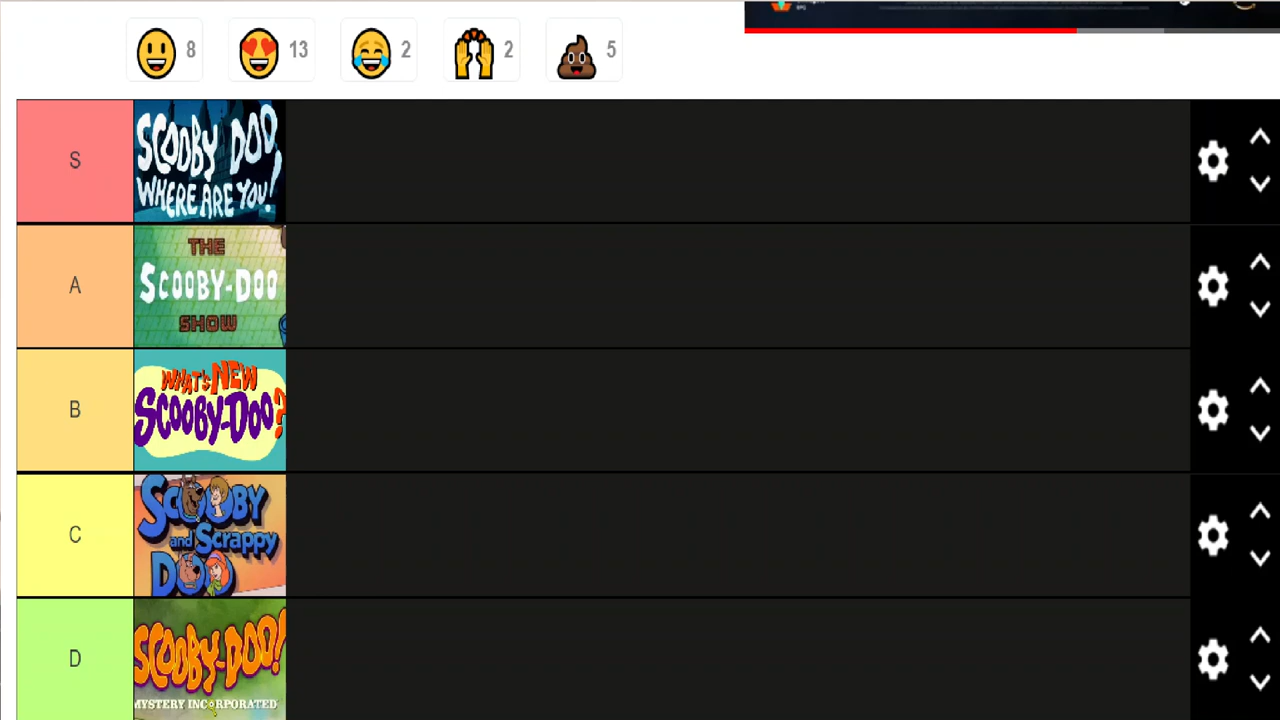 8
13
2
2
5
S
SCOOBY DOO
WHERE ARE YOU!
A
THE
SCOOBY-DOO
SHOW
B
WHAT'S NEW
SCOOBY-DOO?
C
SCOOBY
and Scrappy
DOO
D
SCOOBY-DOO!
MYSTERY INCORPORATED